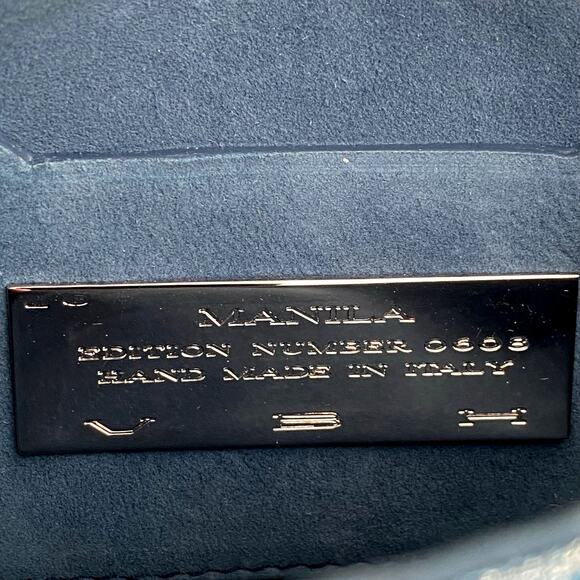 MANILA
EDITION NUMBER 0608
HAND MADE IN ITALY
V B H